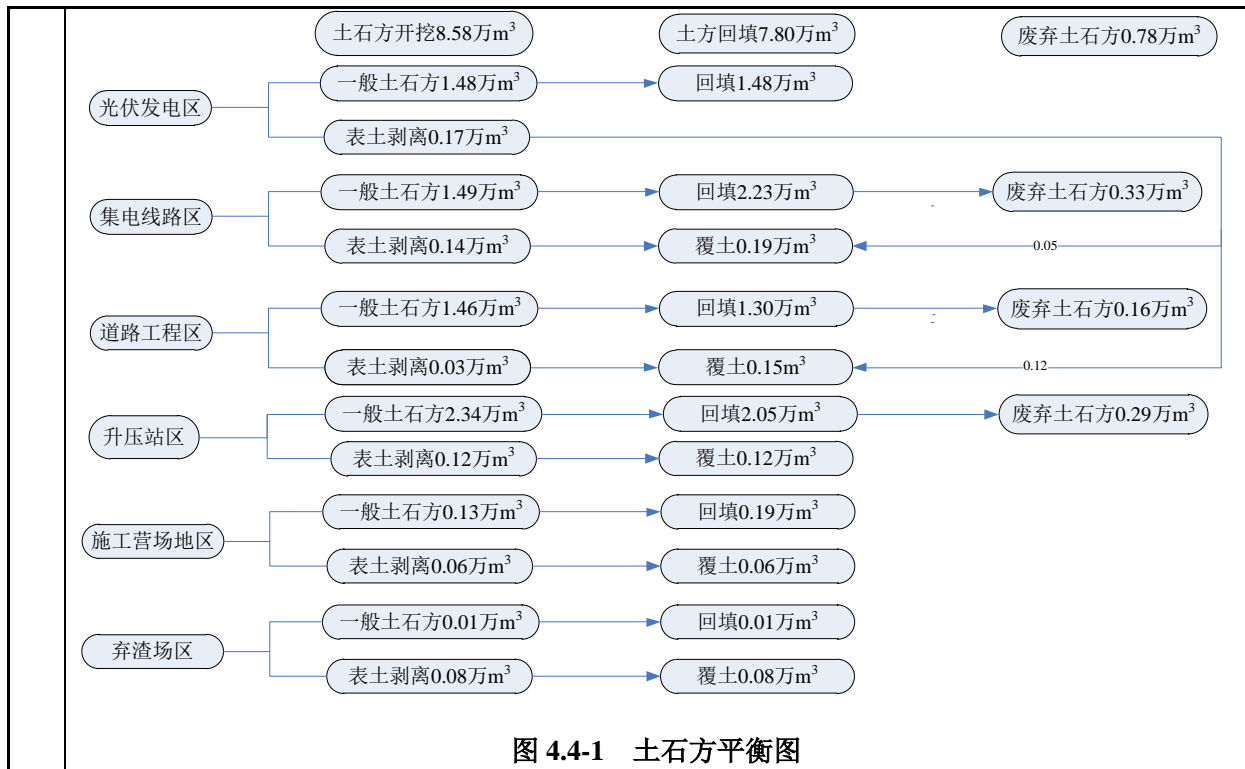 土石方开挖8.58万m³ 土方回填7.80万m³ 废弃土石方0.78万m³
一般土石方1.48万m³ 回填1.48万m³
光伏发电区
表土剥离0.17万m³
一般土石方1.49万m³ 回填2.23万m³ 废弃土石方0.33万m³
集电线路区
表土剥离0.14万m³ 覆土0.19万m³ 0.05
一般土石方1.46万m³ 回填1.30万m³ 废弃土石方0.16万m³
道路工程区
表土剥离0.03万m³ 覆土0.15m³ 0.12
一般土石方2.34万m³ 回填2.05万m³ 废弃土石方0.29万m³
升压站区
表土剥离0.12万m³ 覆土0.12万m³
一般土石方0.13万m³ 回填0.19万m³
施工营场地区
表土剥离0.06万m³ 覆土0.06万m³
一般土石方0.01万m³ 回填0.01万m³
弃渣场区
表土剥离0.08万m³ 覆土0.08万m³
图 4.4-1 土石方平衡图